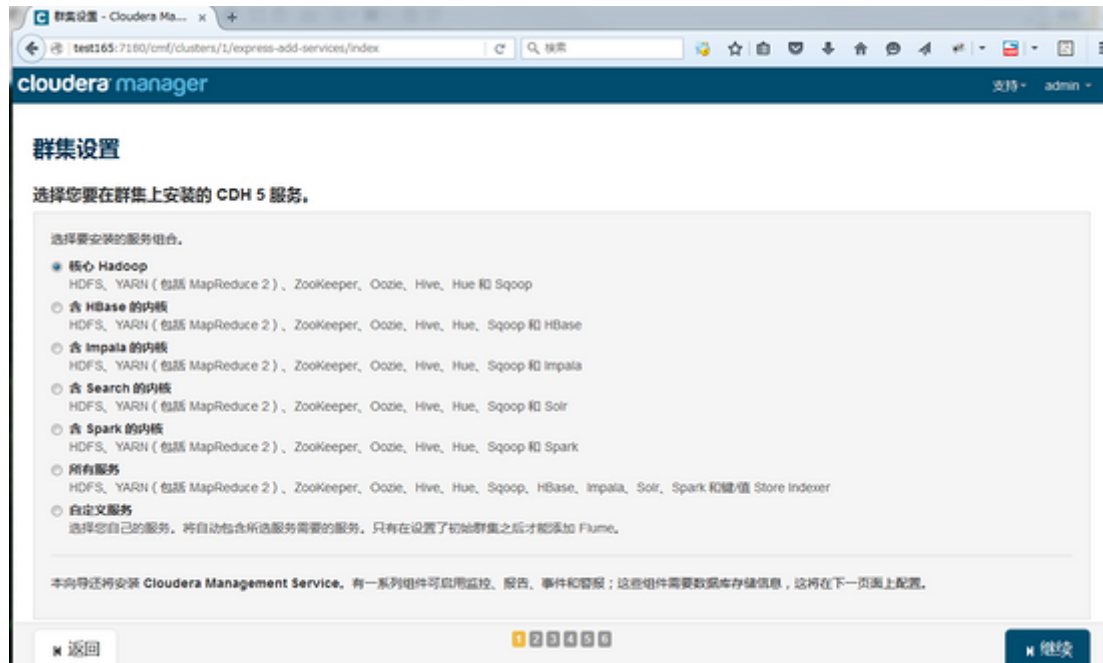 群集设置 - Cloudera Ma...
test165:7180/cmf/clusters/1/express-add-services/index
搜索
cloudera manager
支持 admin
群集设置
选择您要在群集上安装的 CDH 5 服务。
选择要安装的服务组合。
核心 Hadoop
HDFS、YARN（包括 MapReduce 2）、ZooKeeper、Oozie、Hive、Hue 和 Sqoop
含 HBase 的内核
HDFS、YARN（包括 MapReduce 2）、ZooKeeper、Oozie、Hive、Hue、Sqoop 和 HBase
含 Impala 的内核
HDFS、YARN（包括 MapReduce 2）、ZooKeeper、Oozie、Hive、Hue、Sqoop 和 Impala
含 Search 的内核
HDFS、YARN（包括 MapReduce 2）、ZooKeeper、Oozie、Hive、Hue、Sqoop 和 Solr
含 Spark 的内核
HDFS、YARN（包括 MapReduce 2）、ZooKeeper、Oozie、Hive、Hue、Sqoop 和 Spark
所有服务
HDFS、YARN（包括 MapReduce 2）、ZooKeeper、Oozie、Hive、Hue、Sqoop、HBase、Impala、Solr、Spark 和键/值 Store Indexer
自定义服务
选择您自己的服务。将自动包含所选服务需要的服务。只有在设置了初始群集之后才能添加 Flume。
本向导还将安装 Cloudera Management Service。有一系列组件可启用监控、报告、事件和警报；这些组件需要数据库存储信息，这将在下一页面上配置。
返回
1 2 3 4 5 6
继续